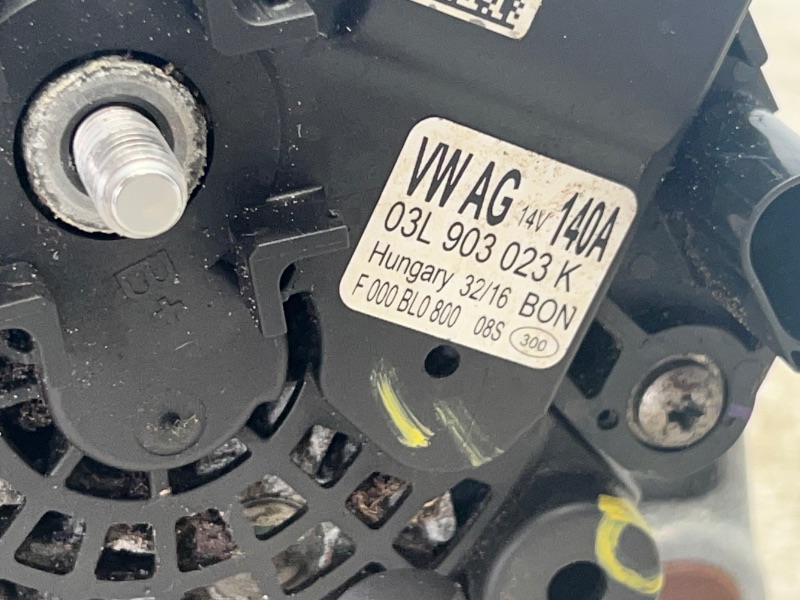 VW AG 14V 140A
03L 903 023 K
Hungary 32/16 BON
F 000 BL0 800 08S 300